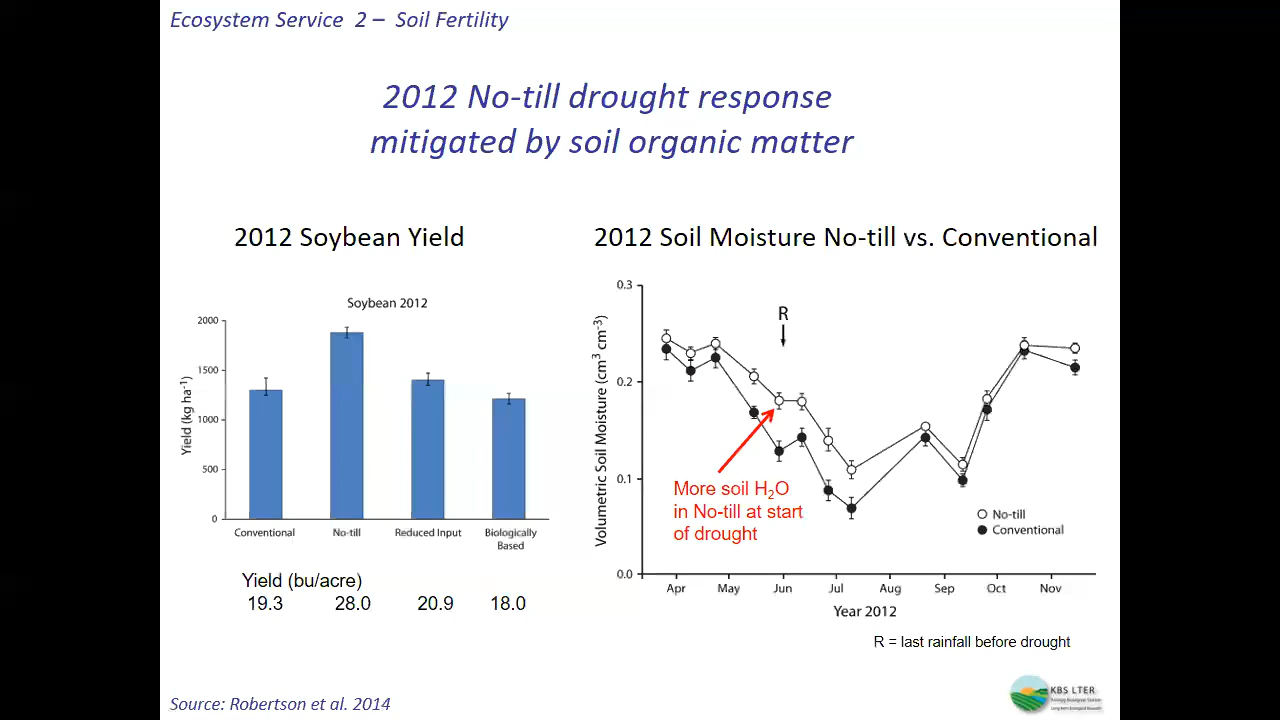 Ecosystem Service 2 – Soil Fertility
2012 No-till drought response
mitigated by soil organic matter
2012 Soybean Yield
Soybean 2012
2000
1500
1000
500
0
Yield (kg ha⁻¹)
Conventional
No-till
Reduced Input
Biologically
Based
Yield (bu/acre)
19.3 28.0 20.9 18.0
2012 Soil Moisture No-till vs. Conventional
0.3
0.2
0.1
0.0
Volumetric Soil Moisture (cm³ cm⁻³)
R
More soil H₂O
in No-till at start
of drought
No-till
Conventional
Apr May Jun Jul Aug Sep Oct Nov
Year 2012
R = last rainfall before drought
Source: Robertson et al. 2014
KBS LTER